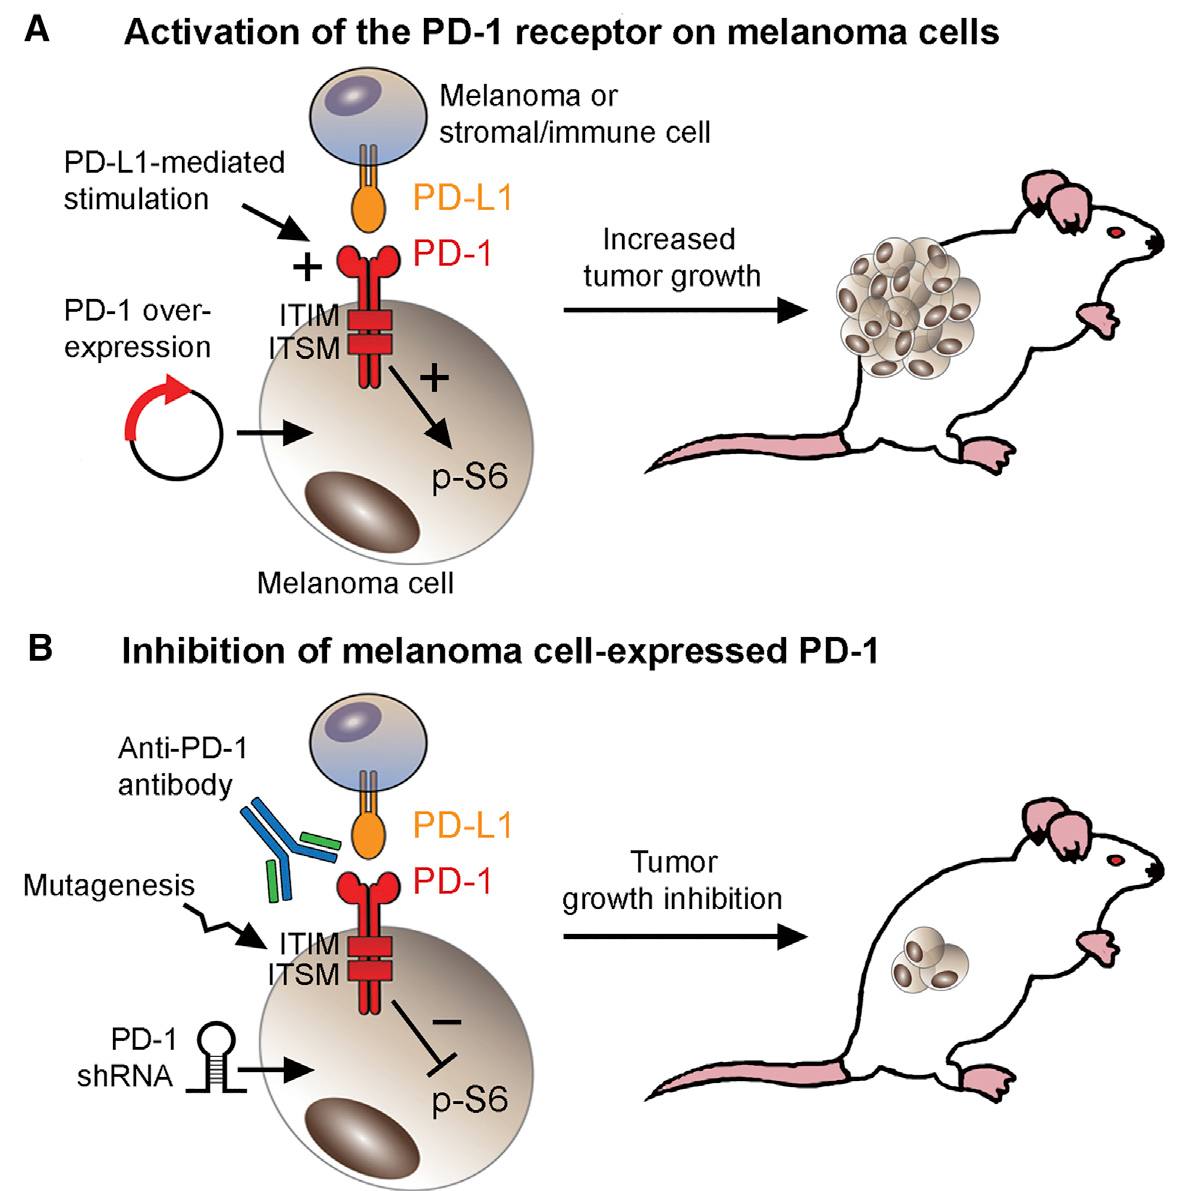 A Activation of the PD-1 receptor on melanoma cells
Melanoma or
stromal/immune cell
PD-L1-mediated
stimulation
PD-L1
PD-1
+
ITIM
ITSM
PD-1 over-
expression
+
p-S6
Melanoma cell
Increased
tumor growth
B Inhibition of melanoma cell-expressed PD-1
Anti-PD-1
antibody
PD-L1
PD-1
Mutagenesis
ITIM
ITSM
–
PD-1
shRNA
p-S6
Tumor
growth inhibition